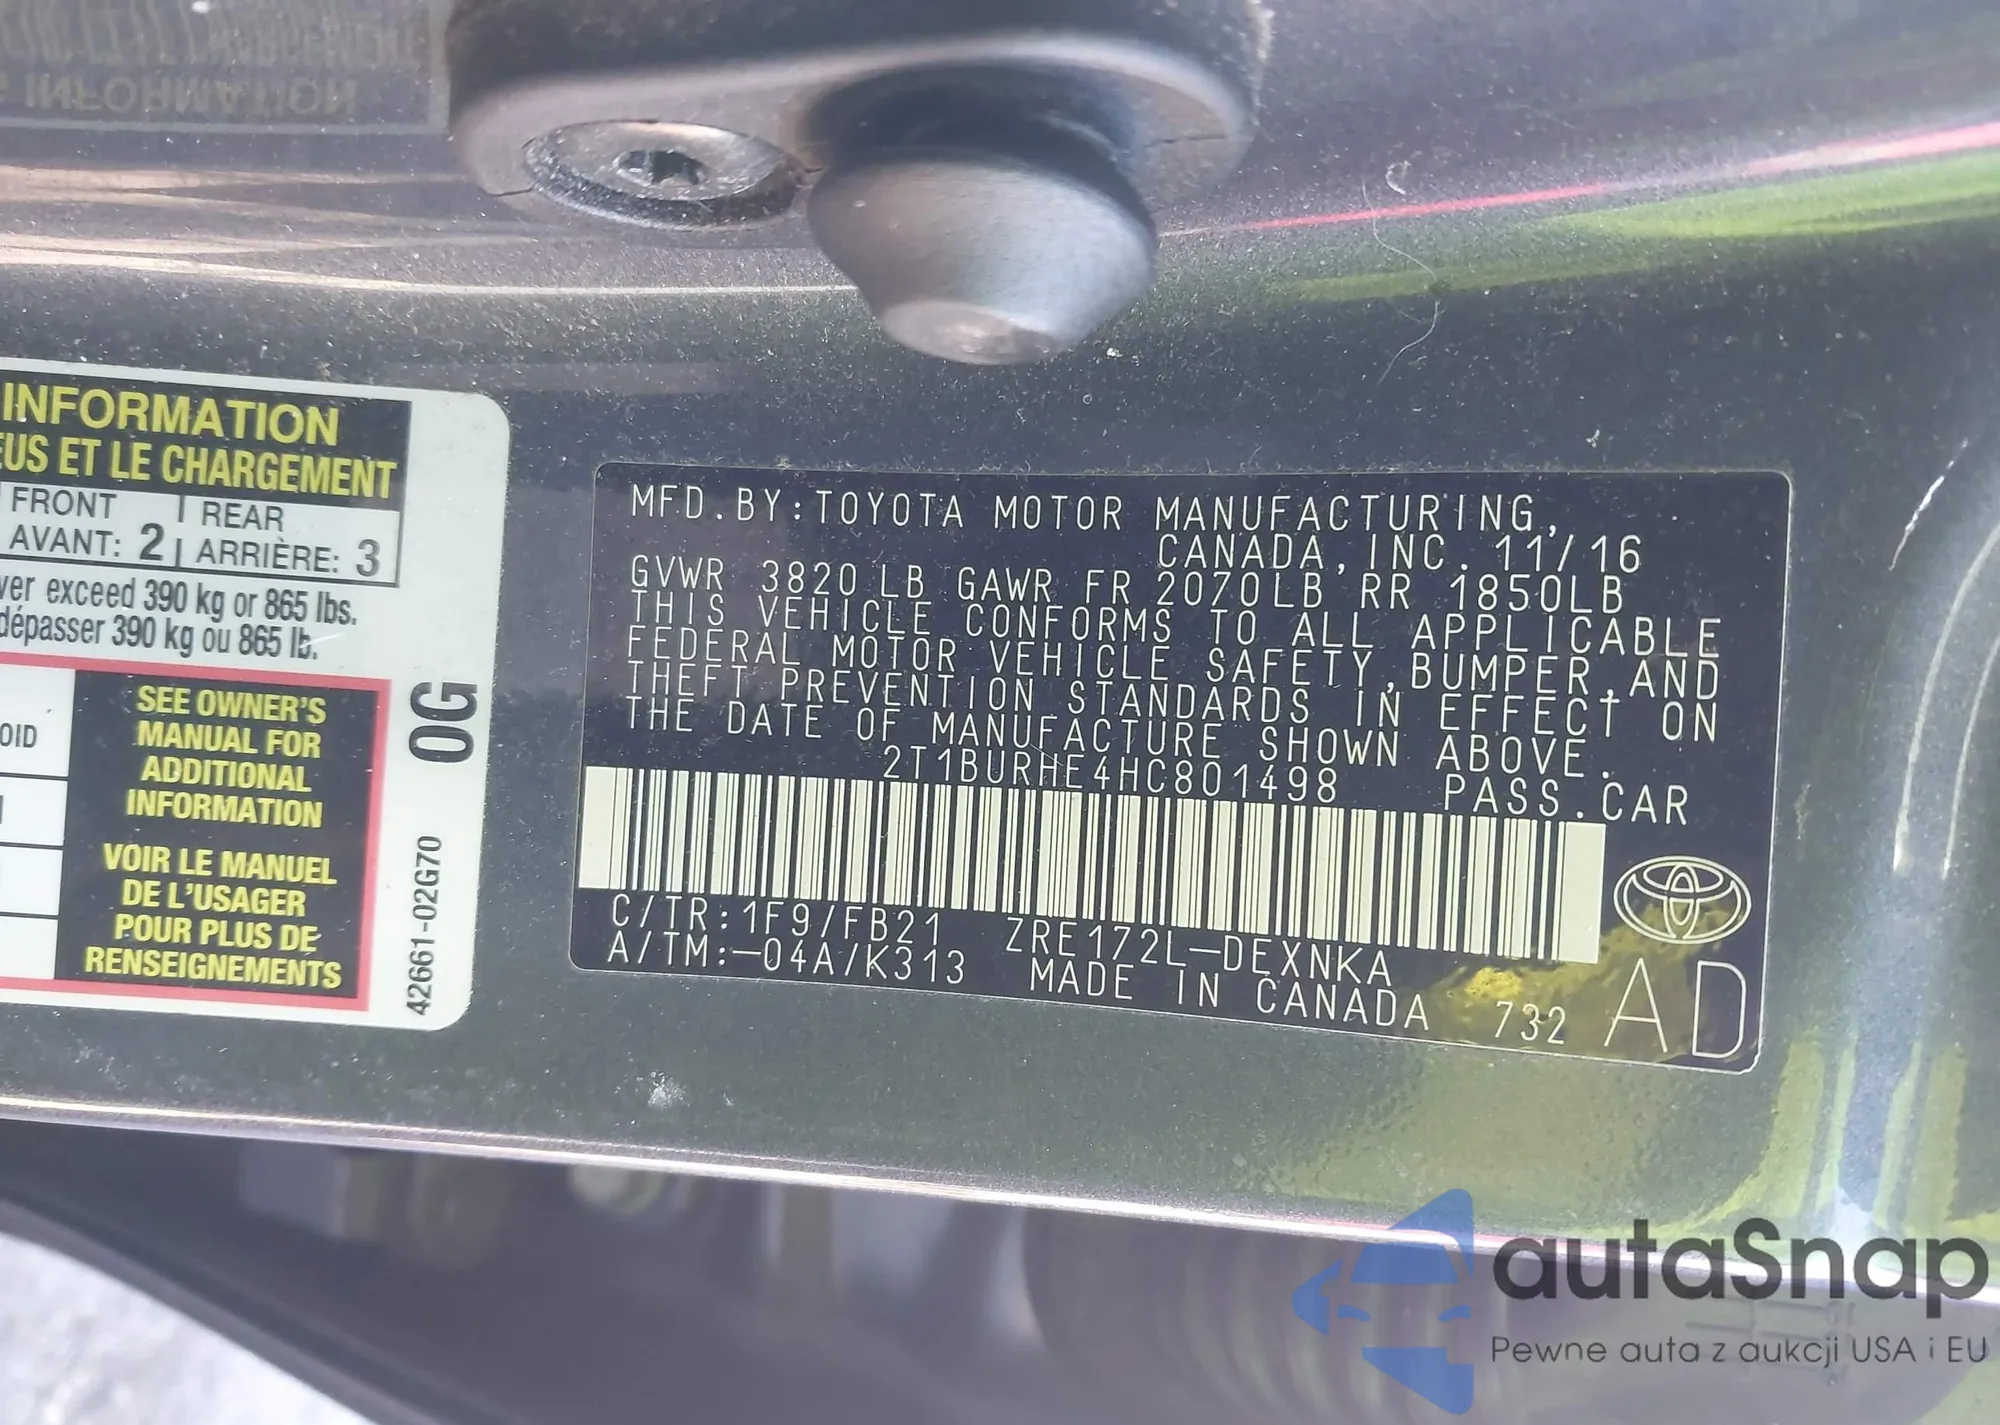 INFORMATION
EUS ET LE CHARGEMENT
FRONT REAR
AVANT: 2 ARRIÈRE: 3
ver exceed 390 kg or 865 lbs.
dépasser 390 kg ou 865 lb.
OID
SEE OWNER'S
MANUAL FOR
ADDITIONAL
INFORMATION
VOIR LE MANUEL
DE L'USAGER
POUR PLUS DE
RENSEIGNEMENTS
0G
42661-02G70
MFD.BY:TOYOTA MOTOR MANUFACTURING,
CANADA,INC. 11/16
GVWR 3820LB GAWR FR 2070LB RR 1850LB
THIS VEHICLE CONFORMS TO ALL APPLICABLE
FEDERAL MOTOR VEHICLE SAFETY,BUMPER,AND
THEFT PREVENTION STANDARDS IN EFFECT ON
THE DATE OF MANUFACTURE SHOWN ABOVE.
2T1BURHE4HC801498 PASS.CAR
C/TR:1F9/FB21 ZRE172L-DEXNKA
A/TM:-04A/K313 MADE IN CANADA 732 AD
autaSnap
Pewne auta z aukcji USA i EU